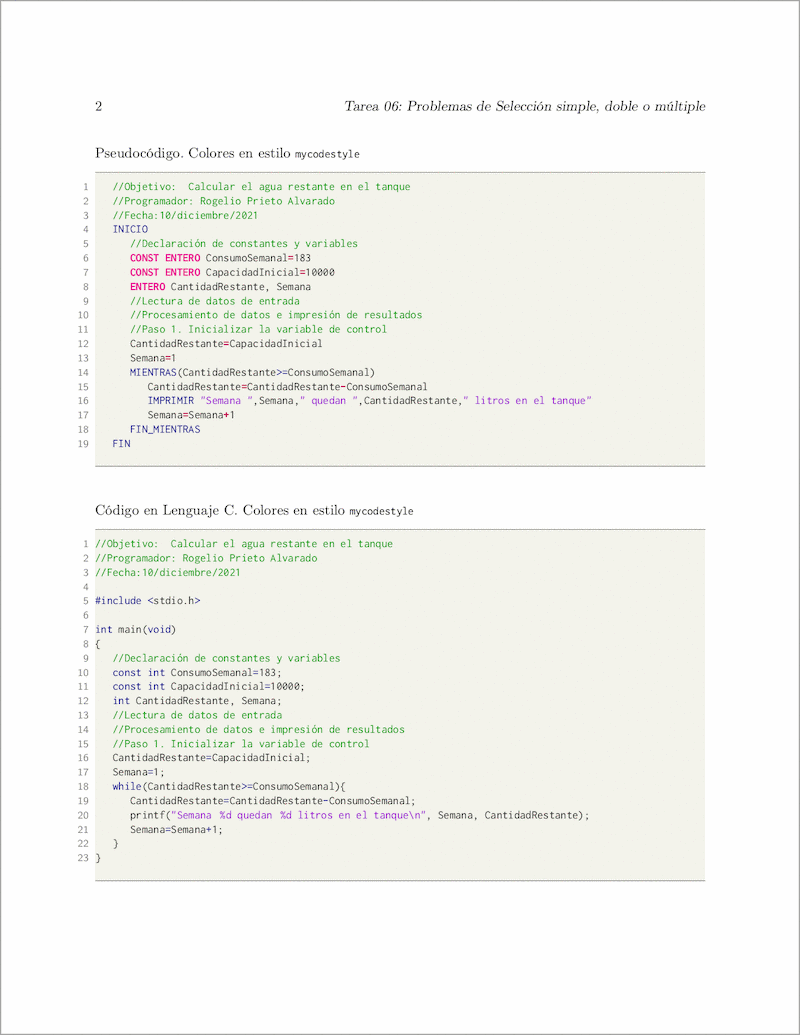 2 Tarea 06: Problemas de Selección simple, doble o múltiple
Pseudocódigo. Colores en estilo mycodestyle
1 //Objetivo:  Calcular el agua restante en el tanque
2 //Programador: Rogelio Prieto Alvarado
3 //Fecha:10/diciembre/2021
4 INICIO
5 //Declaración de constantes y variables
6 CONST ENTERO ConsumoSemanal=183
7 CONST ENTERO CapacidadInicial=10000
8 ENTERO CantidadRestante, Semana
9 //Lectura de datos de entrada
10 //Procesamiento de datos e impresión de resultados
11 //Paso 1. Inicializar la variable de control
12 CantidadRestante=CapacidadInicial
13 Semana=1
14 MIENTRAS(CantidadRestante>=ConsumoSemanal)
15 CantidadRestante=CantidadRestante-ConsumoSemanal
16 IMPRIMIR "Semana ",Semana," quedan ",CantidadRestante," litros en el tanque"
17 Semana=Semana+1
18 FIN_MIENTRAS
19 FIN
Código en Lenguaje C. Colores en estilo mycodestyle
1 //Objetivo:  Calcular el agua restante en el tanque
2 //Programador: Rogelio Prieto Alvarado
3 //Fecha:10/diciembre/2021
4
5 #include <stdio.h>
6
7 int main(void)
8 {
9 //Declaración de constantes y variables
10 const int ConsumoSemanal=183;
11 const int CapacidadInicial=10000;
12 int CantidadRestante, Semana;
13 //Lectura de datos de entrada
14 //Procesamiento de datos e impresión de resultados
15 //Paso 1. Inicializar la variable de control
16 CantidadRestante=CapacidadInicial;
17 Semana=1;
18 while(CantidadRestante>=ConsumoSemanal){
19 CantidadRestante=CantidadRestante-ConsumoSemanal;
20 printf("Semana %d quedan %d litros en el tanque\n", Semana, CantidadRestante);
21 Semana=Semana+1;
22 }
23 }